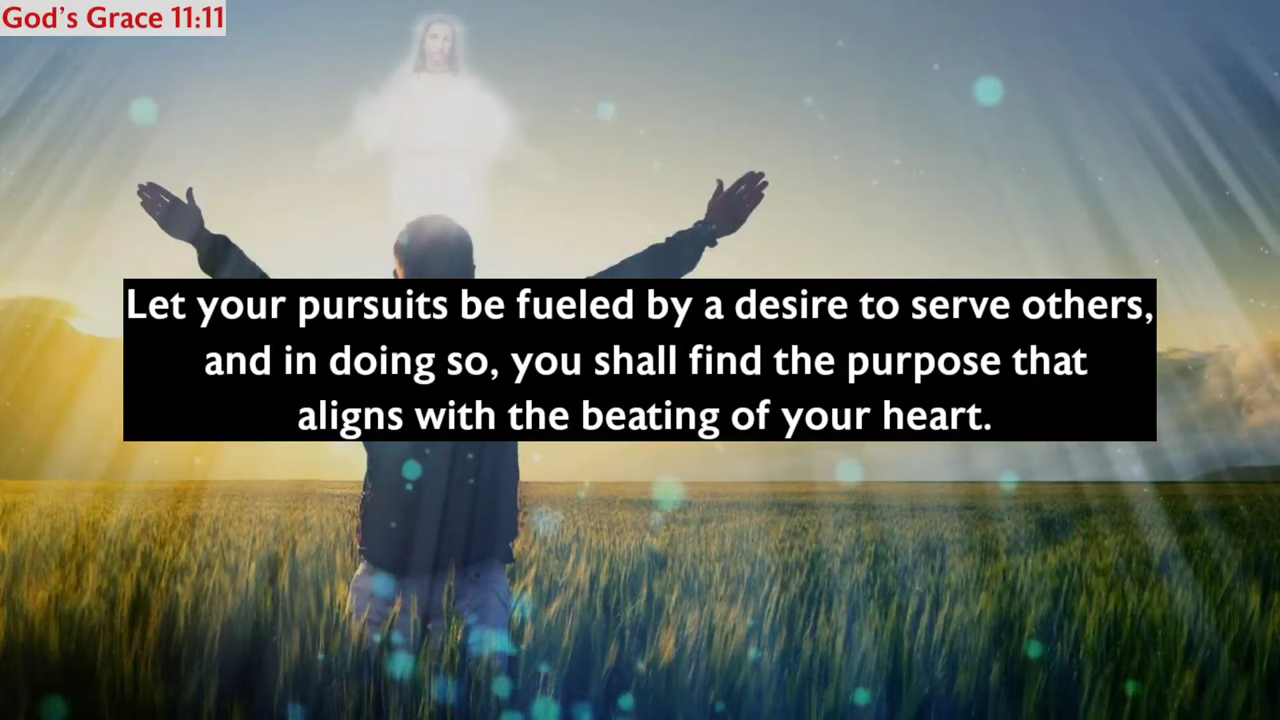 God's Grace 11:11
Let your pursuits be fueled by a desire to serve others,
and in doing so, you shall find the purpose that
aligns with the beating of your heart.